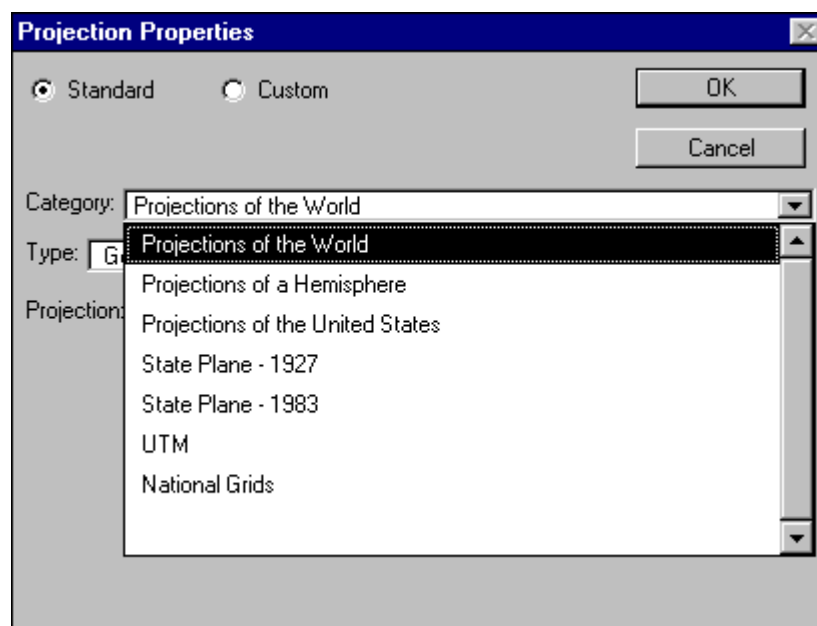 Projection Properties
Standard Custom OK
Cancel
Category: Projections of the World
Type:
Projections of the World
Projections of a Hemisphere
Projection:
Projections of the United States
State Plane - 1927
State Plane - 1983
UTM
National Grids